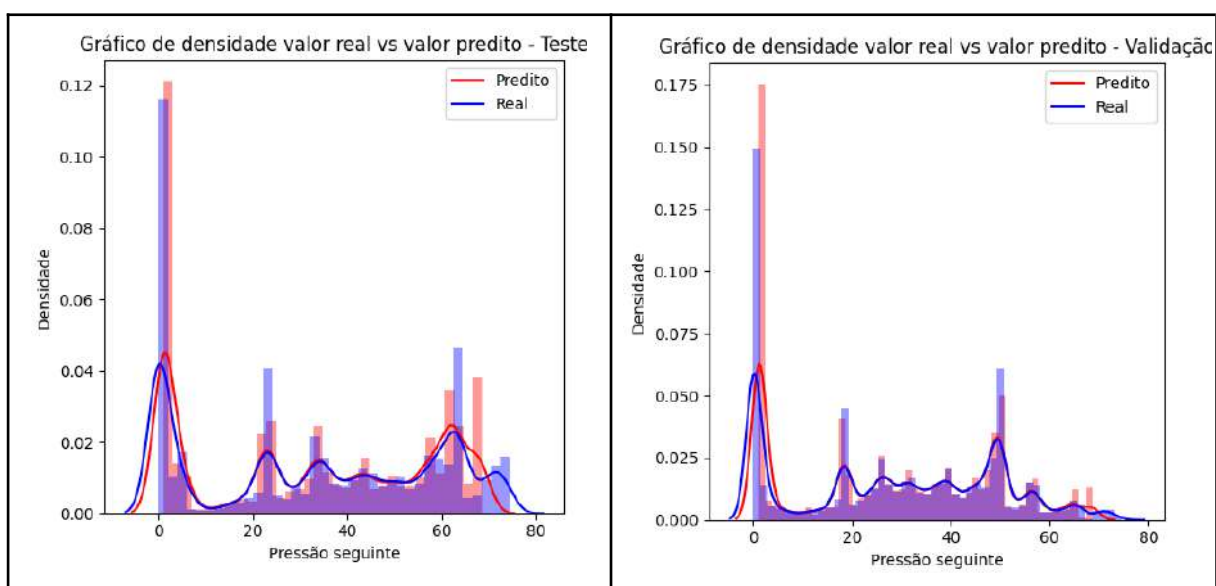 Gráfico de densidade valor real vs valor predito - Teste
Predito
Real
0.12
0.10
0.08
0.06
0.04
0.02
0.00
Densidade
0
20
40
60
80
Pressão seguinte
Gráfico de densidade valor real vs valor predito - Validação
Predito
Real
0.175
0.150
0.125
0.100
0.075
0.050
0.025
0.000
Densidade
0
20
40
60
80
Pressão seguinte